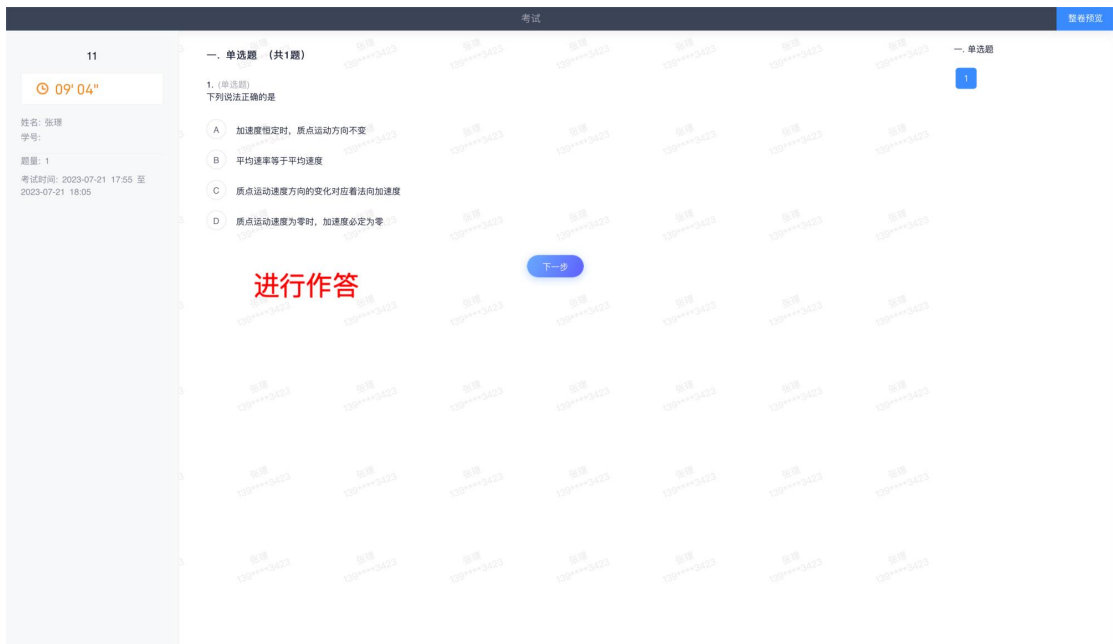 考试
整卷预览
11
09' 04"
姓名: 张璟
学号:
题量: 1
考试时间: 2023-07-21 17:55 至
2023-07-21 18:05
一. 单选题 （共1题）
1. (单选题)
下列说法正确的是
A 加速度恒定时，质点运动方向不变
B 平均速率等于平均速度
C 质点运动速度方向的变化对应着法向加速度
D 质点运动速度为零时，加速度必定为零
下一步
进行作答
一. 单选题
1
张璟
139****3423